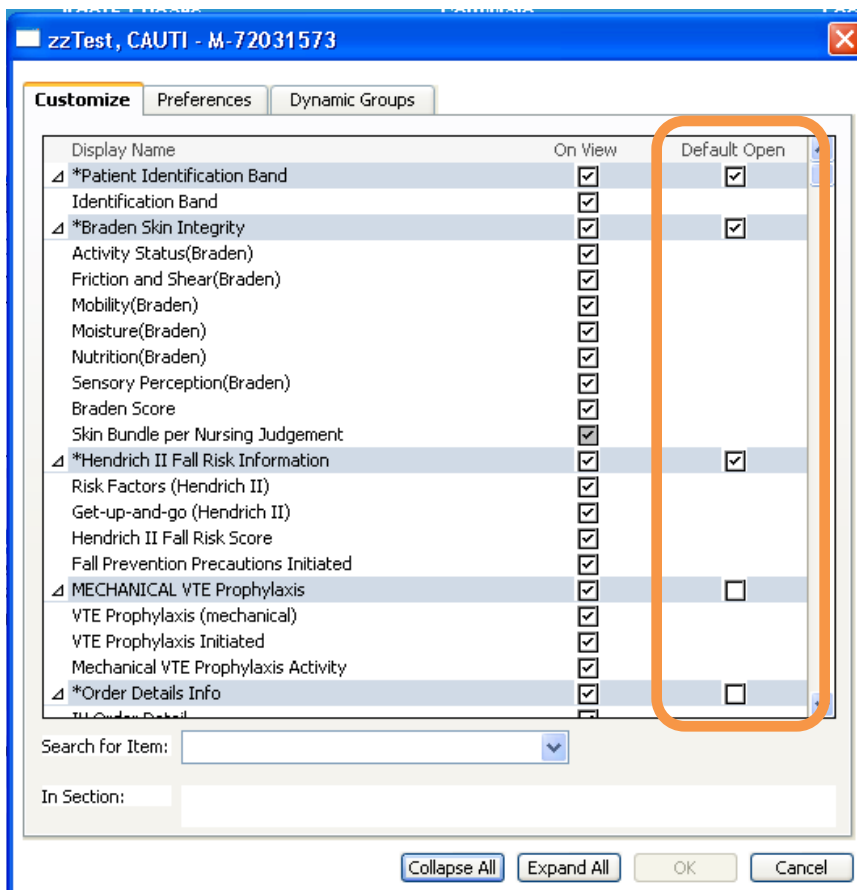 zzTest, CAUTI - M-72031573
Customize Preferences Dynamic Groups
Display Name On View Default Open
*Patient Identification Band
Identification Band
*Braden Skin Integrity
Activity Status(Braden)
Friction and Shear(Braden)
Mobility(Braden)
Moisture(Braden)
Nutrition(Braden)
Sensory Perception(Braden)
Braden Score
Skin Bundle per Nursing Judgement
*Hendrich II Fall Risk Information
Risk Factors (Hendrich II)
Get-up-and-go (Hendrich II)
Hendrich II Fall Risk Score
Fall Prevention Precautions Initiated
MECHANICAL VTE Prophylaxis
VTE Prophylaxis (mechanical)
VTE Prophylaxis Initiated
Mechanical VTE Prophylaxis Activity
*Order Details Info
Search for Item:
In Section:
Collapse All Expand All OK Cancel